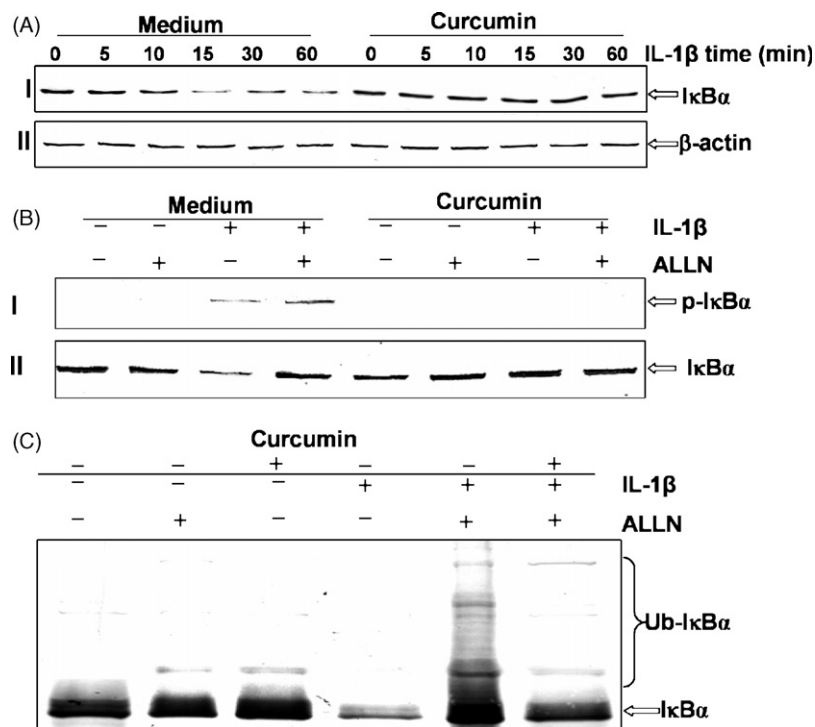 (A) Medium Curcumin
0 5 10 15 30 60 0 5 10 15 30 60 IL-1β time (min)
I IκBα
II β-actin
(B) Medium Curcumin
− − + + − − + + IL-1β
− + − + − + − + ALLN
I p-IκBα
II IκBα
(C) Curcumin
− − + − − +
− − − + + + IL-1β
− + − − + + ALLN
Ub-IκBα
IκBα